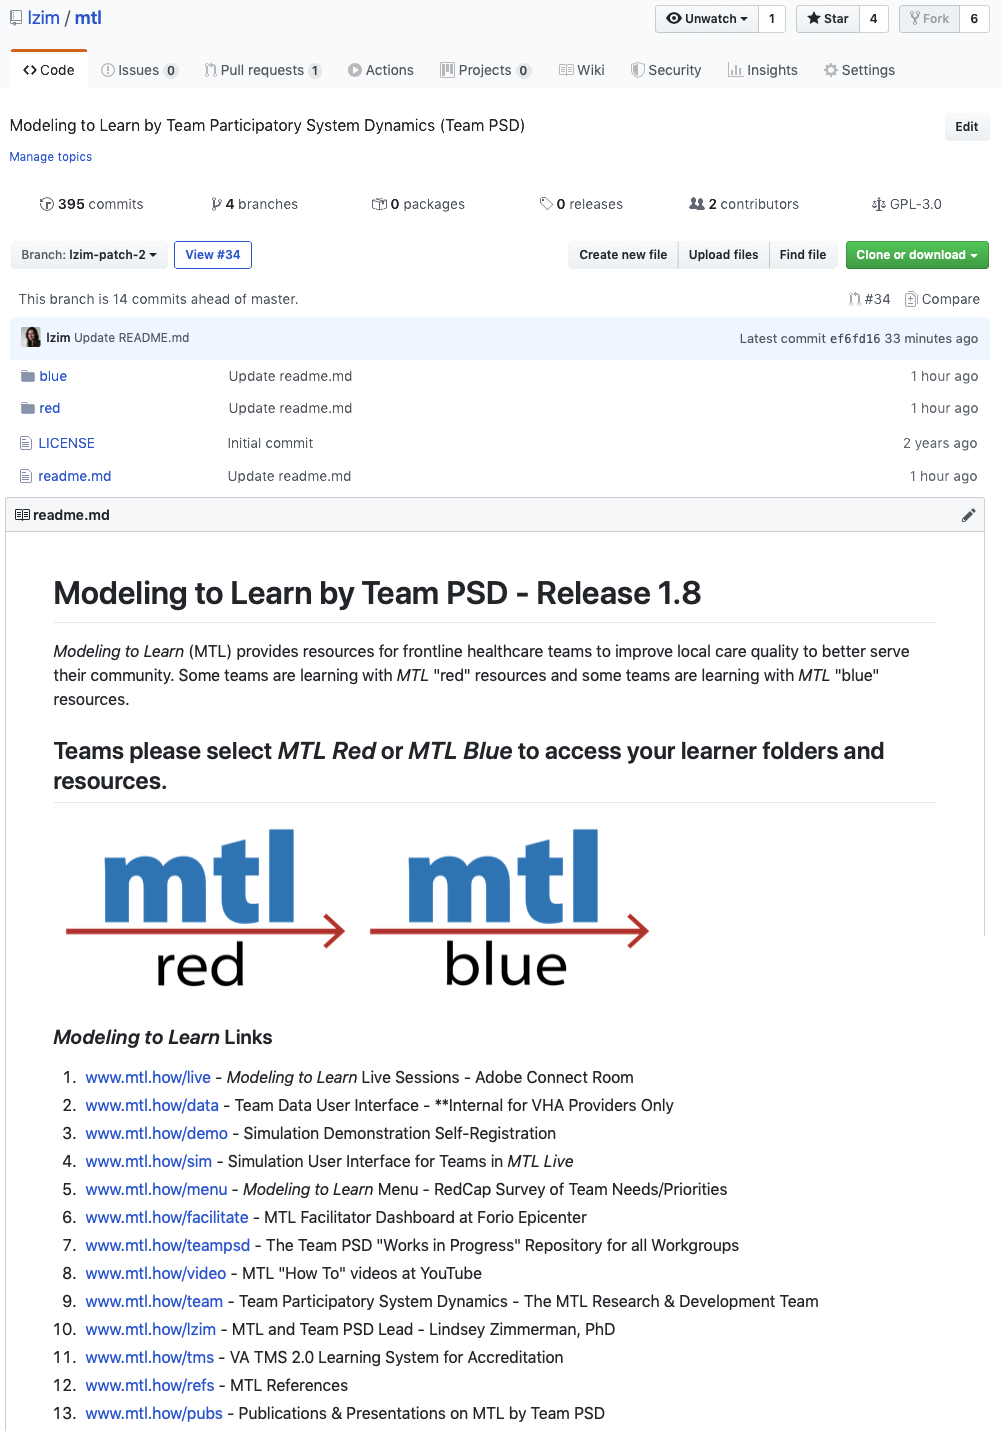 lzim / mtl
Unwatch 1 Star 4 Fork 6
Code Issues 0 Pull requests 1 Actions Projects 0 Wiki Security Insights Settings
Modeling to Learn by Team Participatory System Dynamics (Team PSD) Edit
Manage topics
395 commits 4 branches 0 packages 0 releases 2 contributors GPL-3.0
Branch: lzim-patch-2 View #34 Create new file Upload files Find file Clone or download
This branch is 14 commits ahead of master. #34 Compare
lzim Update README.md Latest commit ef6fd16 33 minutes ago
blue Update readme.md 1 hour ago
red Update readme.md 1 hour ago
LICENSE Initial commit 2 years ago
readme.md Update readme.md 1 hour ago
readme.md
Modeling to Learn by Team PSD - Release 1.8
Modeling to Learn (MTL) provides resources for frontline healthcare teams to improve local care quality to better serve
their community. Some teams are learning with MTL "red" resources and some teams are learning with MTL "blue"
resources.
Teams please select MTL Red or MTL Blue to access your learner folders and
resources.
mtl mtl
red blue
Modeling to Learn Links
1. www.mtl.how/live - Modeling to Learn Live Sessions - Adobe Connect Room
2. www.mtl.how/data - Team Data User Interface - **Internal for VHA Providers Only
3. www.mtl.how/demo - Simulation Demonstration Self-Registration
4. www.mtl.how/sim - Simulation User Interface for Teams in MTL Live
5. www.mtl.how/menu - Modeling to Learn Menu - RedCap Survey of Team Needs/Priorities
6. www.mtl.how/facilitate - MTL Facilitator Dashboard at Forio Epicenter
7. www.mtl.how/teampsd - The Team PSD "Works in Progress" Repository for all Workgroups
8. www.mtl.how/video - MTL "How To" videos at YouTube
9. www.mtl.how/team - Team Participatory System Dynamics - The MTL Research & Development Team
10. www.mtl.how/lzim - MTL and Team PSD Lead - Lindsey Zimmerman, PhD
11. www.mtl.how/tms - VA TMS 2.0 Learning System for Accreditation
12. www.mtl.how/refs - MTL References
13. www.mtl.how/pubs - Publications & Presentations on MTL by Team PSD